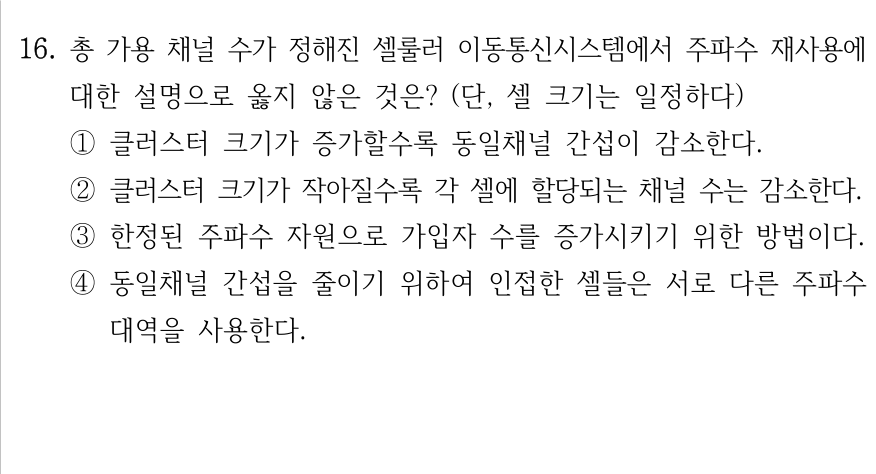 16. 총 가용 채널 수가 정해진 셀룰러 이동통신시스템에서 주파수 재사용에
대한 설명으로 옳지 않은 것은? (단, 셀 크기는 일정하다)
① 클러스터 크기가 증가할수록 동일채널 간섭이 감소한다.
② 클러스터 크기가 작아질수록 각 셀에 할당되는 채널 수는 감소한다.
③ 한정된 주파수 자원으로 가입자 수를 증가시키기 위한 방법이다.
④ 동일채널 간섭을 줄이기 위하여 인접한 셀들은 서로 다른 주파수
대역을 사용한다.